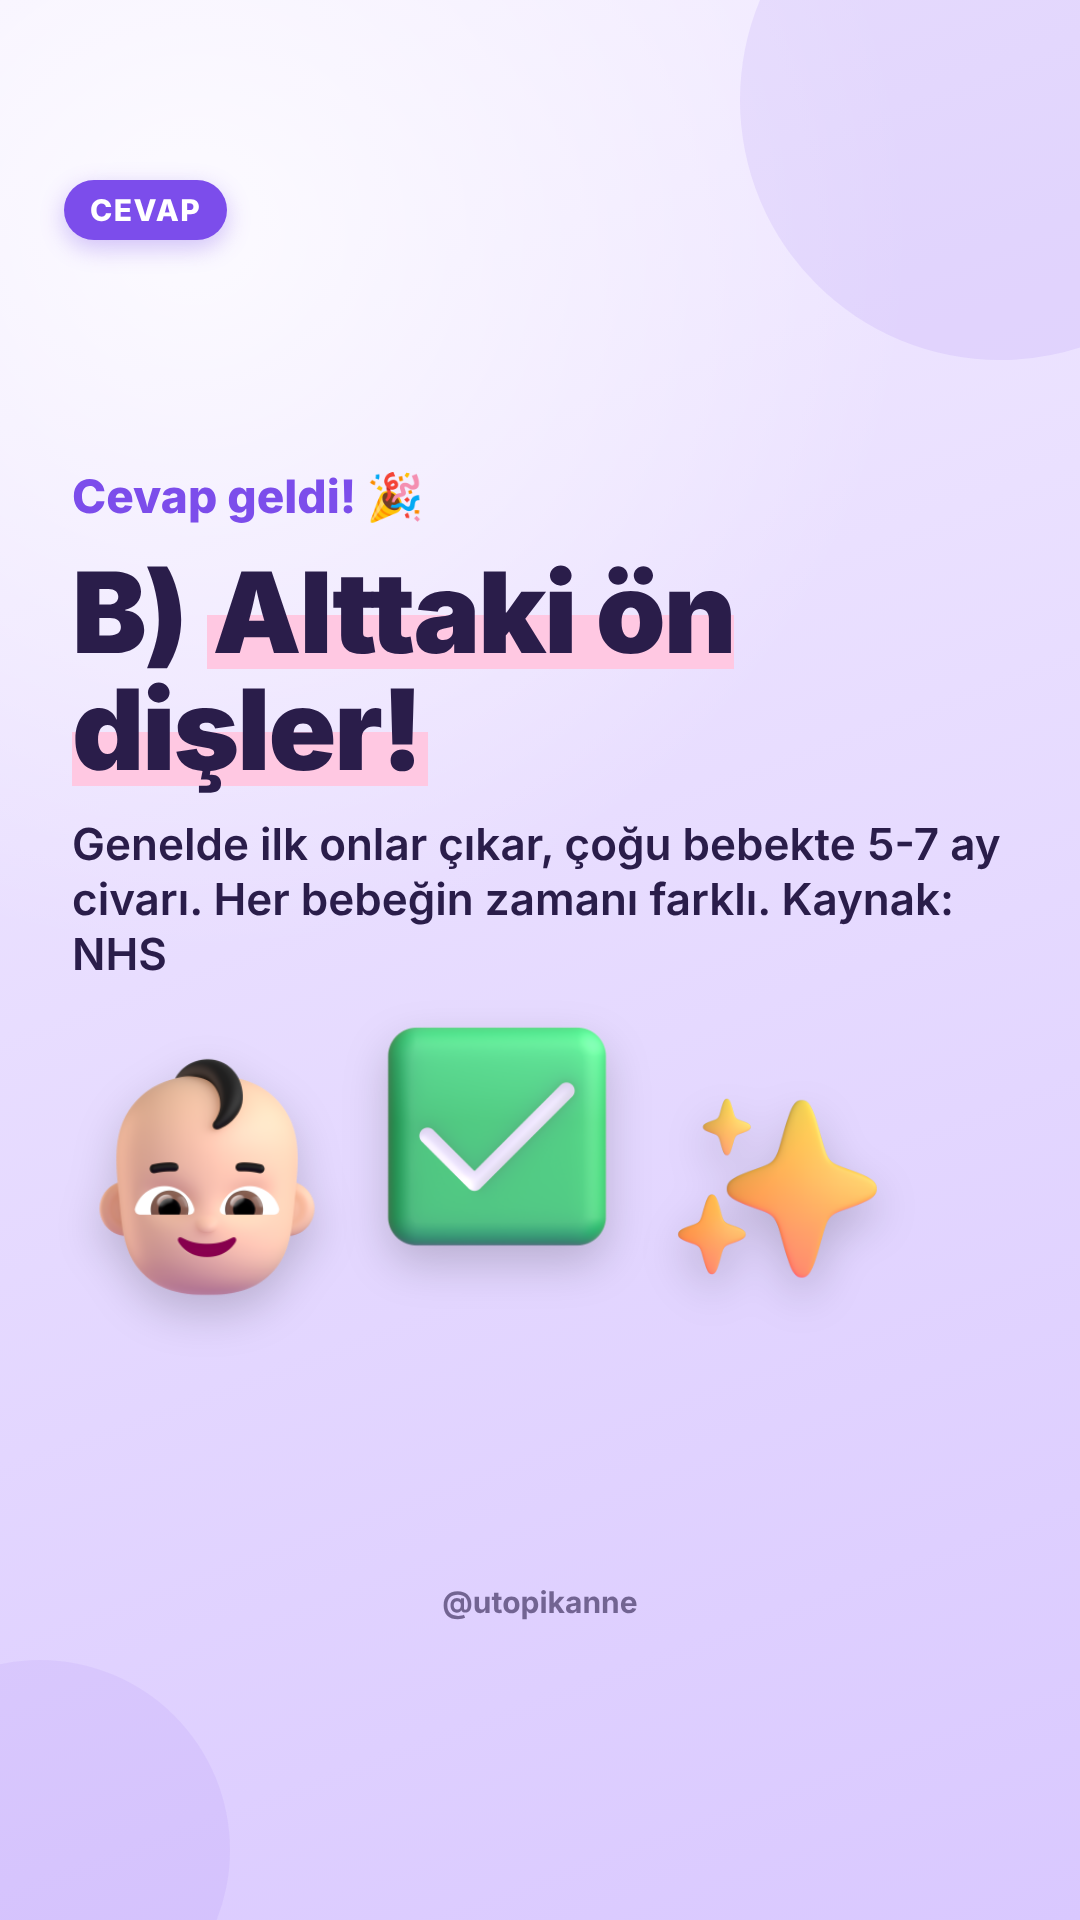 CEVAP
Cevap geldi! 🎉
B) Alttaki ön
dişler!
Genelde ilk onlar çıkar, çoğu bebekte 5-7 ay
civarı. Her bebeğin zamanı farklı. Kaynak:
NHS
@utopikanne